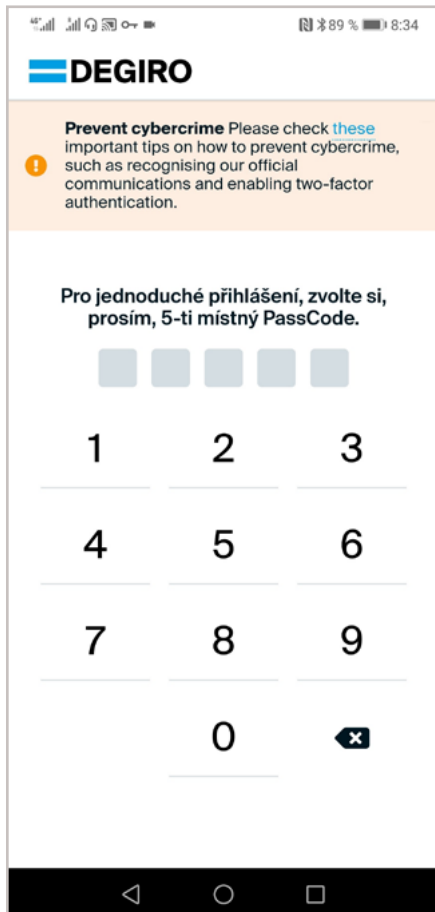 89 % 8:34
DEGIRO
Prevent cybercrime Please check these
important tips on how to prevent cybercrime,
such as recognising our official
communications and enabling two-factor
authentication.
Pro jednoduché přihlášení, zvolte si,
prosím, 5-ti místný PassCode.
1 2 3
4 5 6
7 8 9
0